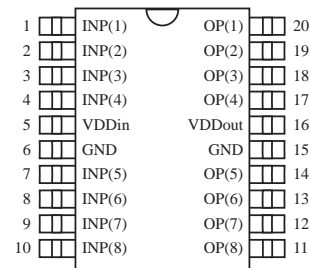 1 INP(1) OP(1) 20
2 INP(2) OP(2) 19
3 INP(3) OP(3) 18
4 INP(4) OP(4) 17
5 VDDin VDDout 16
6 GND GND 15
7 INP(5) OP(5) 14
8 INP(6) OP(6) 13
9 INP(7) OP(7) 12
10 INP(8) OP(8) 11